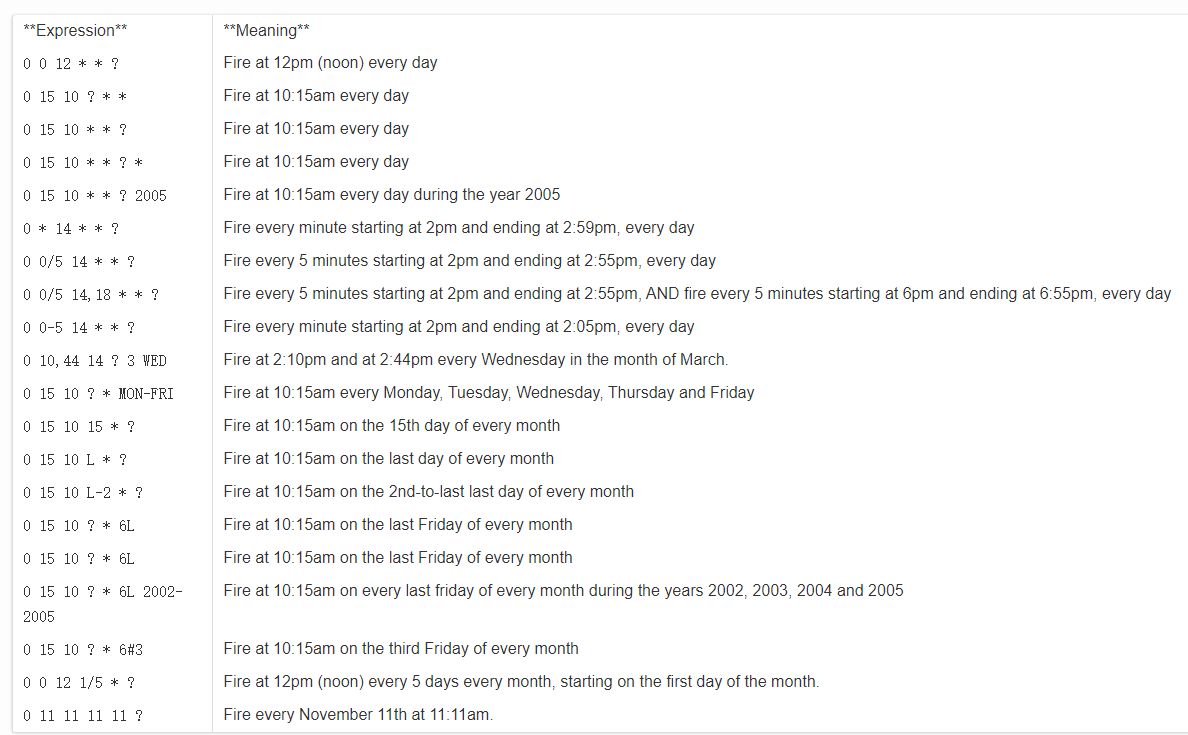 **Expression** **Meaning**
0 0 12 * * ? Fire at 12pm (noon) every day
0 15 10 ? * * Fire at 10:15am every day
0 15 10 * * ? Fire at 10:15am every day
0 15 10 * * ? * Fire at 10:15am every day
0 15 10 * * ? 2005 Fire at 10:15am every day during the year 2005
0 * 14 * * ? Fire every minute starting at 2pm and ending at 2:59pm, every day
0 0/5 14 * * ? Fire every 5 minutes starting at 2pm and ending at 2:55pm, every day
0 0/5 14,18 * * ? Fire every 5 minutes starting at 2pm and ending at 2:55pm, AND fire every 5 minutes starting at 6pm and ending at 6:55pm, every day
0 0-5 14 * * ? Fire every minute starting at 2pm and ending at 2:05pm, every day
0 10,44 14 ? 3 WED Fire at 2:10pm and at 2:44pm every Wednesday in the month of March.
0 15 10 ? * MON-FRI Fire at 10:15am every Monday, Tuesday, Wednesday, Thursday and Friday
0 15 10 15 * ? Fire at 10:15am on the 15th day of every month
0 15 10 L * ? Fire at 10:15am on the last day of every month
0 15 10 L-2 * ? Fire at 10:15am on the 2nd-to-last last day of every month
0 15 10 ? * 6L Fire at 10:15am on the last Friday of every month
0 15 10 ? * 6L Fire at 10:15am on the last Friday of every month
0 15 10 ? * 6L 2002- Fire at 10:15am on every last friday of every month during the years 2002, 2003, 2004 and 2005
2005
0 15 10 ? * 6#3 Fire at 10:15am on the third Friday of every month
0 0 12 1/5 * ? Fire at 12pm (noon) every 5 days every month, starting on the first day of the month.
0 11 11 11 11 ? Fire every November 11th at 11:11am.